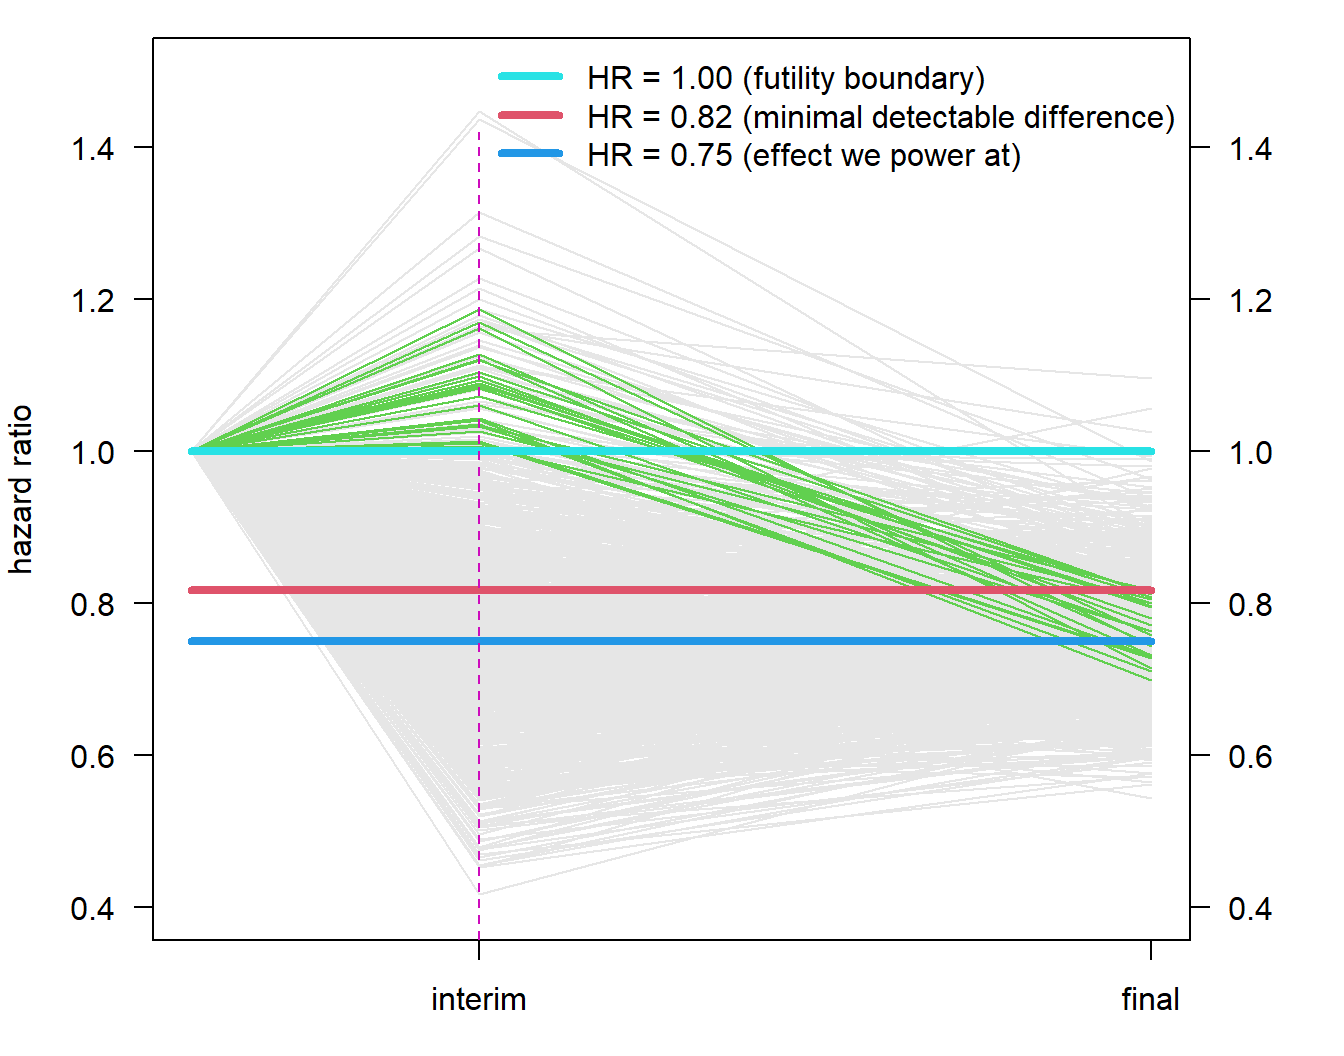 HR = 1.00 (futility boundary)
HR = 0.82 (minimal detectable difference)
HR = 0.75 (effect we power at)
1.4
1.2
1.0
0.8
0.6
0.4
hazard ratio
1.4
1.2
1.0
0.8
0.6
0.4
interim
final